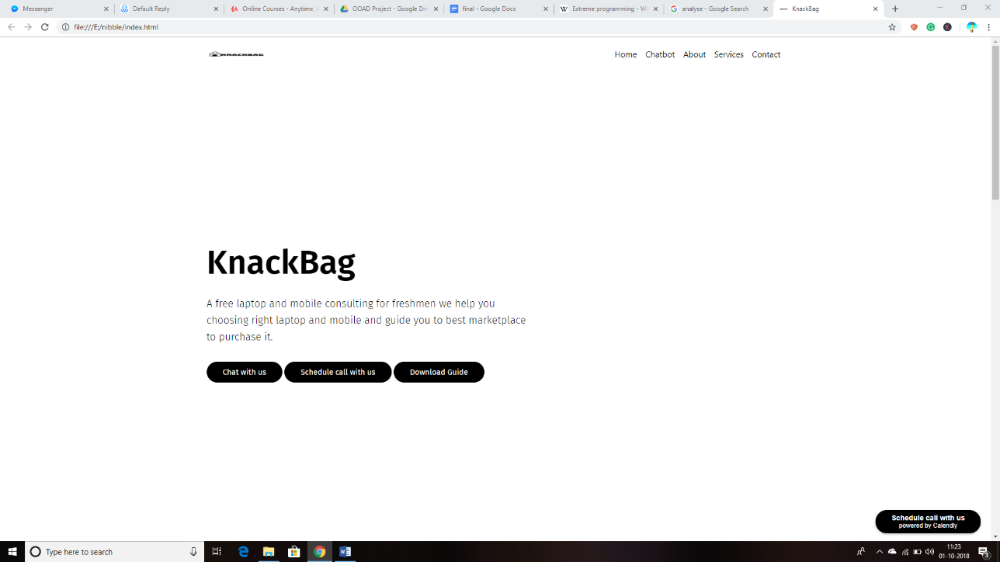 Messenger
Default Reply
Online Courses - Anytime, A
OOAD Project - Google Driv
final - Google Docs
Extreme programming - Wi
analyse - Google Search
KnackBag
file:///E:/nibble/index.html
KNACKBAG
Home Chatbot About Services Contact
KnackBag
A free laptop and mobile consulting for freshmen we help you
choosing right laptop and mobile and guide you to best marketplace
to purchase it.
Chat with us Schedule call with us Download Guide
Schedule call with us
powered by Calendly
Type here to search
11:23
01-10-2018